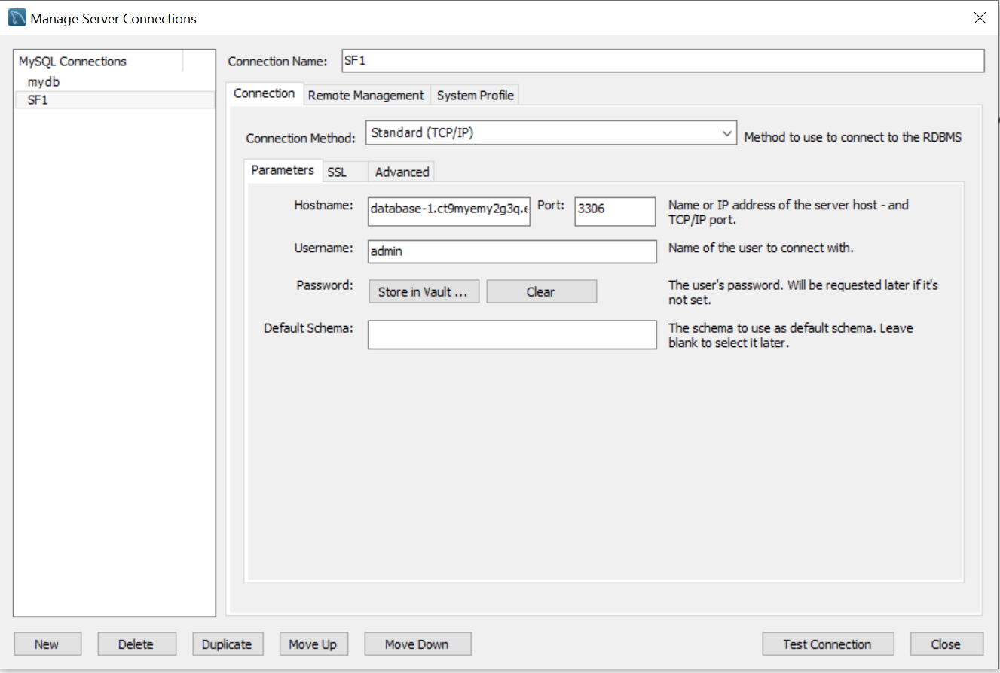 Manage Server Connections
MySQL Connections
mydb
SF1
Connection Name: SF1
Connection Remote Management System Profile
Connection Method: Standard (TCP/IP) Method to use to connect to the RDBMS
Parameters SSL Advanced
Hostname: database-1.ct9myemy2g3q.e Port: 3306 Name or IP address of the server host - and
TCP/IP port.
Username: admin Name of the user to connect with.
Password: Store in Vault ... Clear The user's password. Will be requested later if it's
not set.
Default Schema: The schema to use as default schema. Leave
blank to select it later.
New Delete Duplicate Move Up Move Down Test Connection Close